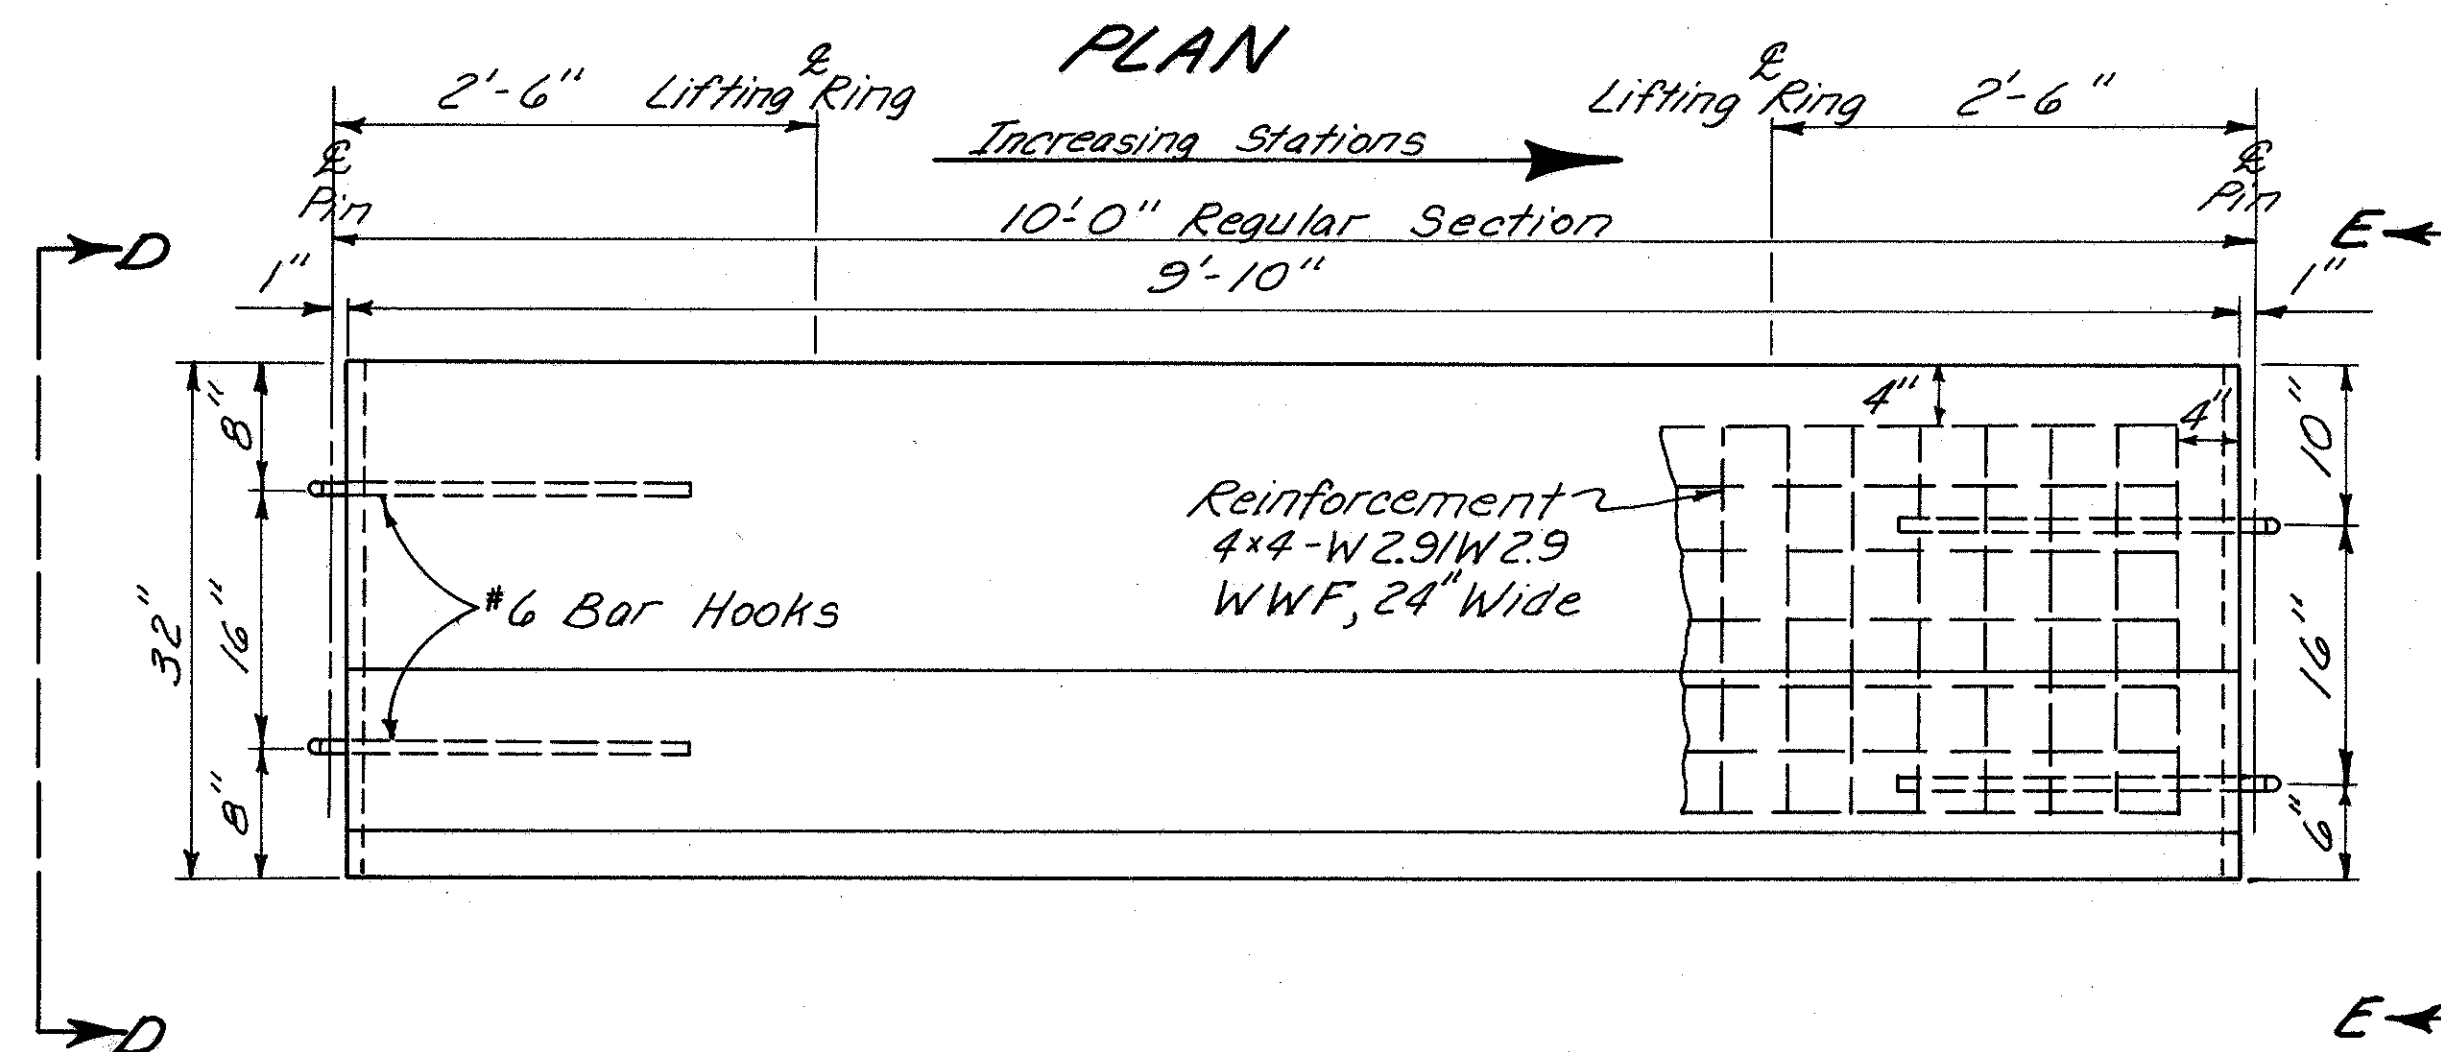 PLAN
2'-6"
℄
Lifting Ring
℄
Lifting Ring
2'-6"
Increasing Stations
℄
Pin
℄
Pin
10'-0" Regular Section
D
E
1"
9'-10"
1"
8"
4"
4"
10"
Reinforcement
4x4-W2.9/W2.9
WWF, 24" Wide
32"
16"
#6 Bar Hooks
16"
8"
6"
D
E